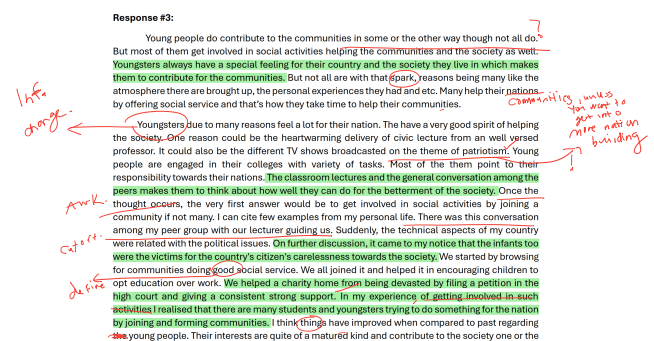 Response #3:
Young people do contribute to the communities in some or the other way though not all do.
?
But most of them get involved in social activities helping the communities and the society as well.
Youngsters always have a special feeling for their country and the society they live in which makes
them to contribute for the communities. But not all are with that spark, reasons being many like the
atmosphere there are brought up, the personal experiences they had and etc. Many help their nations
by offering social service and that's how they take time to help their communities.
communities, unless
you want to
get into
more nation
building
!
Info.
change.
Youngsters due to many reasons feel a lot for their nation. The have a very good spirit of helping
the society. One reason could be the heartwarming delivery of civic lecture from an well versed
professor. It could also be the different TV shows broadcasted on the theme of patriotism. Young
people are engaged in their colleges with variety of tasks. Most of the them point to their
responsibility towards their nations. The classroom lectures and the general conversation among the
peers makes them to think about how well they can do for the betterment of the society. Once the
Awk.
thought occurs, the very first answer would be to get involved in social activities by joining a
community if not many. I can cite few examples from my personal life. There was this conversation
among my peer group with our lecturer guiding us. Suddenly, the technical aspects of my country
were related with the political issues. On further discussion, it came to my notice that the infants too
were the victims for the country's citizen's carelessness towards the society. We started by browsing
for communities doing good social service. We all joined it and helped it in encouraging children to
define
opt education over work. We helped a charity home from being devasted by filing a petition in the
high court and giving a consistent strong support. In my experience of getting involved in such
activities I realised that there are many students and youngsters trying to do something for the nation
by joining and forming communities. I think things have improved when compared to past regarding
the young people. Their interests are quite of a matured kind and contribute to the society one or the